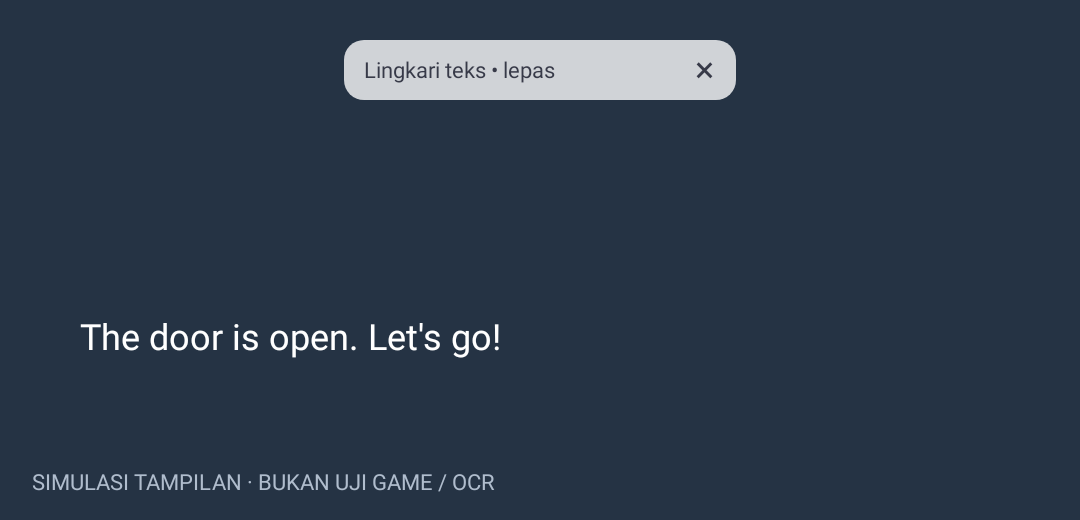 Lingkari teks • lepas ✕
The door is open. Let's go!
SIMULASI TAMPILAN · BUKAN UJI GAME / OCR